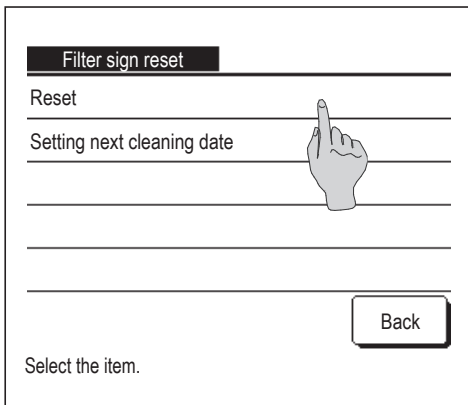 Filter sign reset
Reset
Setting next cleaning date
Back
Select the item.